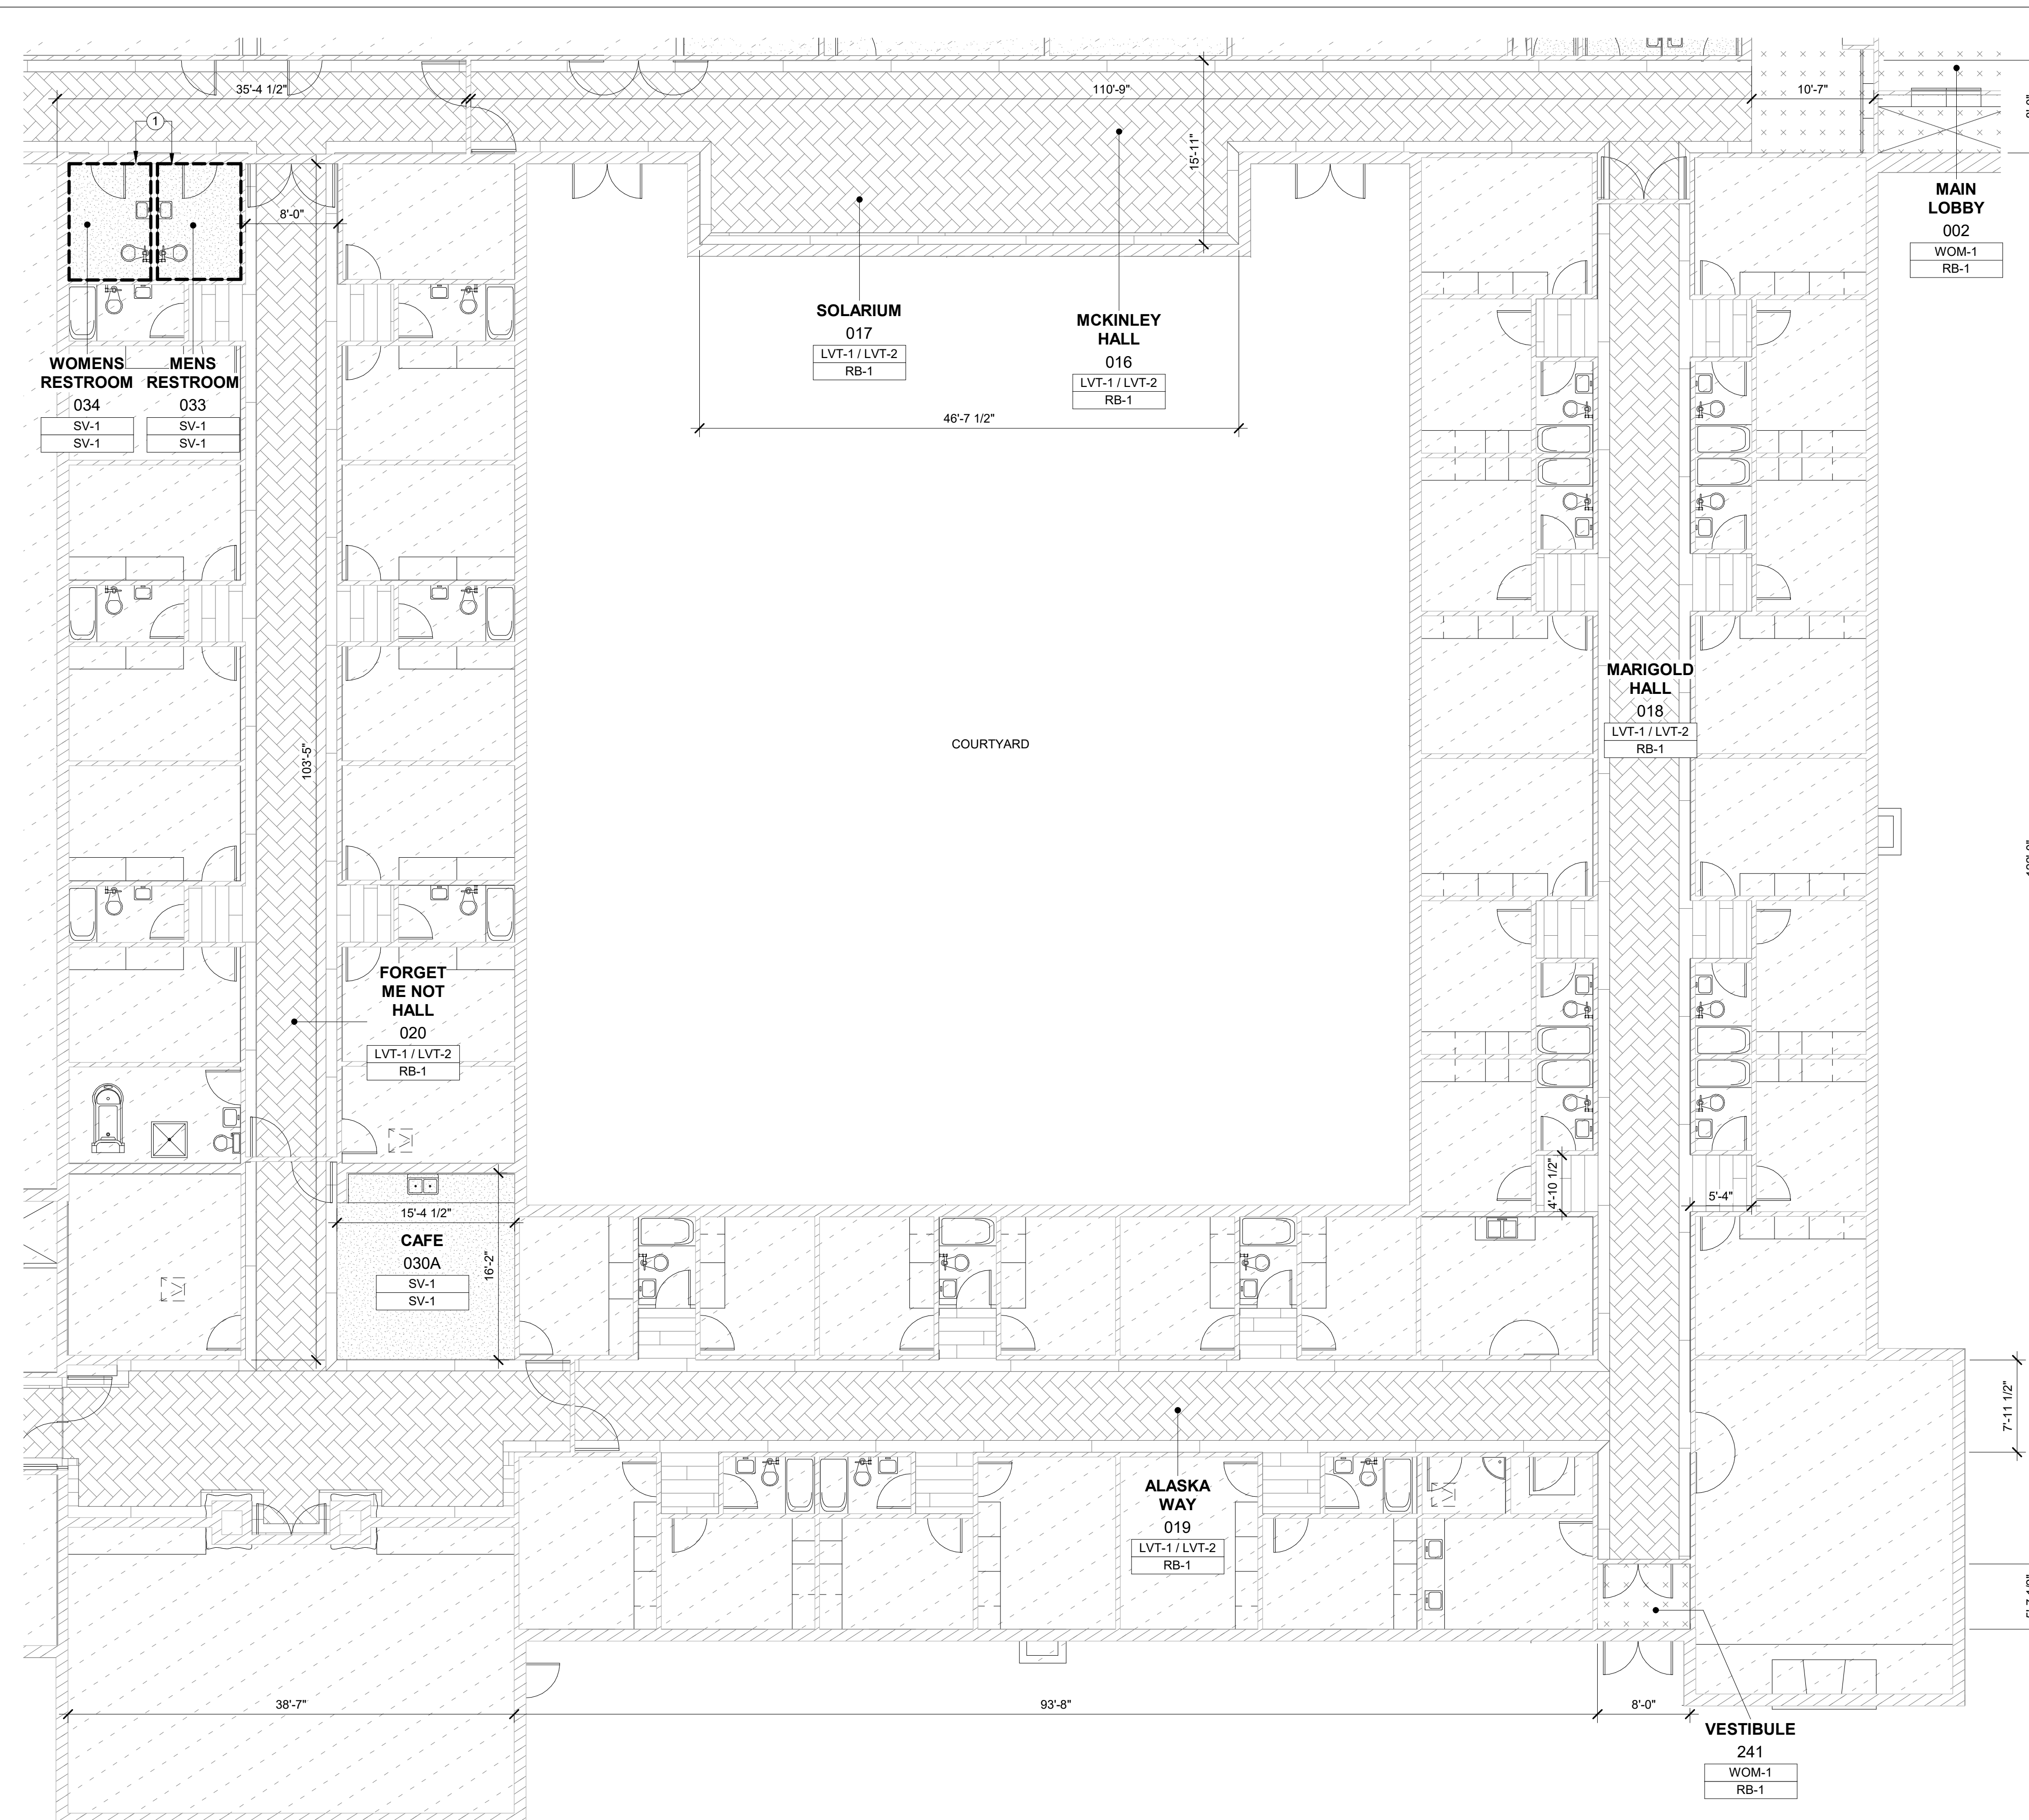 35'-4 1/2"
110'-9"
10'-7"
1
15'-11"
8'-0"
MAIN
LOBBY
002
WOM-1
RB-1
SOLARIUM
017
LVT-1 / LVT-2
RB-1
MCKINLEY
HALL
016
LVT-1 / LVT-2
RB-1
WOMENS
RESTROOM
034
SV-1
SV-1
MENS
RESTROOM
033
SV-1
SV-1
46'-7 1/2"
MARIGOLD
HALL
018
LVT-1 / LVT-2
RB-1
COURTYARD
103'-5"
FORGET
ME NOT
HALL
020
LVT-1 / LVT-2
RB-1
4'-10 1/2"
5'-4"
15'-4 1/2"
CAFE
030A
SV-1
SV-1
16'-2"
7'-11 1/2"
ALASKA
WAY
019
LVT-1 / LVT-2
RB-1
38'-7"
93'-8"
8'-0"
VESTIBULE
241
WOM-1
RB-1